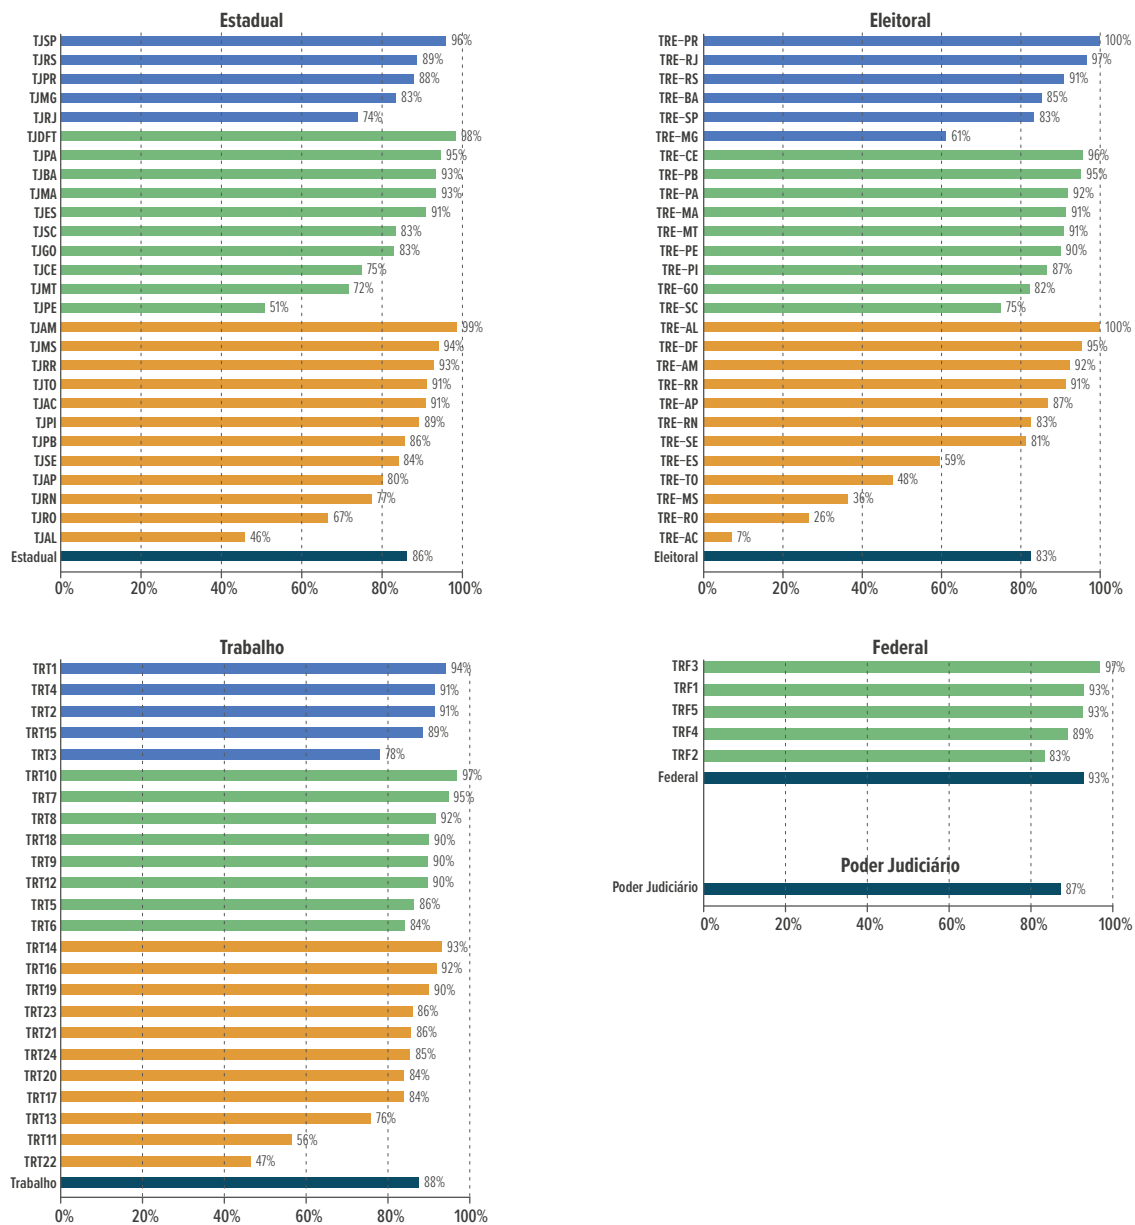 Estadual
TJSP 96%
TJRS 89%
TJPR 88%
TJMG 83%
TJRJ 74%
TJDFT 98%
TJPA 95%
TJBA 93%
TJMA 93%
TJES 91%
TJSC 83%
TJGO 83%
TJCE 75%
TJMT 72%
TJPE 51%
TJAM 99%
TJMS 94%
TJRR 93%
TJTO 91%
TJAC 91%
TJPI 89%
TJPB 86%
TJSE 84%
TJAP 80%
TJRN 77%
TJRO 67%
TJAL 46%
Estadual 86%
0% 20% 40% 60% 80% 100%
Eleitoral
TRE-PR 100%
TRE-RJ 97%
TRE-RS 91%
TRE-BA 85%
TRE-SP 83%
TRE-MG 61%
TRE-CE 96%
TRE-PB 95%
TRE-PA 92%
TRE-MA 91%
TRE-MT 91%
TRE-PE 90%
TRE-PI 87%
TRE-GO 82%
TRE-SC 75%
TRE-AL 100%
TRE-DF 95%
TRE-AM 92%
TRE-RR 91%
TRE-AP 87%
TRE-RN 83%
TRE-SE 81%
TRE-ES 59%
TRE-TO 48%
TRE-MS 36%
TRE-RO 26%
TRE-AC 7%
Eleitoral 83%
0% 20% 40% 60% 80% 100%
Trabalho
TRT1 94%
TRT4 91%
TRT2 91%
TRT15 89%
TRT3 78%
TRT10 97%
TRT7 95%
TRT8 92%
TRT18 90%
TRT9 90%
TRT12 90%
TRT5 86%
TRT6 84%
TRT14 93%
TRT16 92%
TRT19 90%
TRT23 86%
TRT21 86%
TRT24 85%
TRT20 84%
TRT17 84%
TRT13 76%
TRT11 56%
TRT22 47%
Trabalho 88%
0% 20% 40% 60% 80% 100%
Federal
TRF3 97%
TRF1 93%
TRF5 93%
TRF4 89%
TRF2 83%
Federal 93%
Poder Judiciário
Poder Judiciário 87%
0% 20% 40% 60% 80% 100%